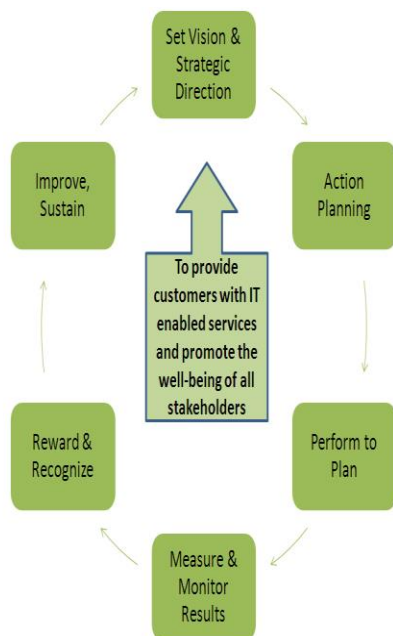 Set Vision &
Strategic
Direction
Action
Planning
Perform to
Plan
Measure &
Monitor
Results
Reward &
Recognize
Improve,
Sustain
To provide
customers with IT
enabled services
and promote the
well-being of all
stakeholders